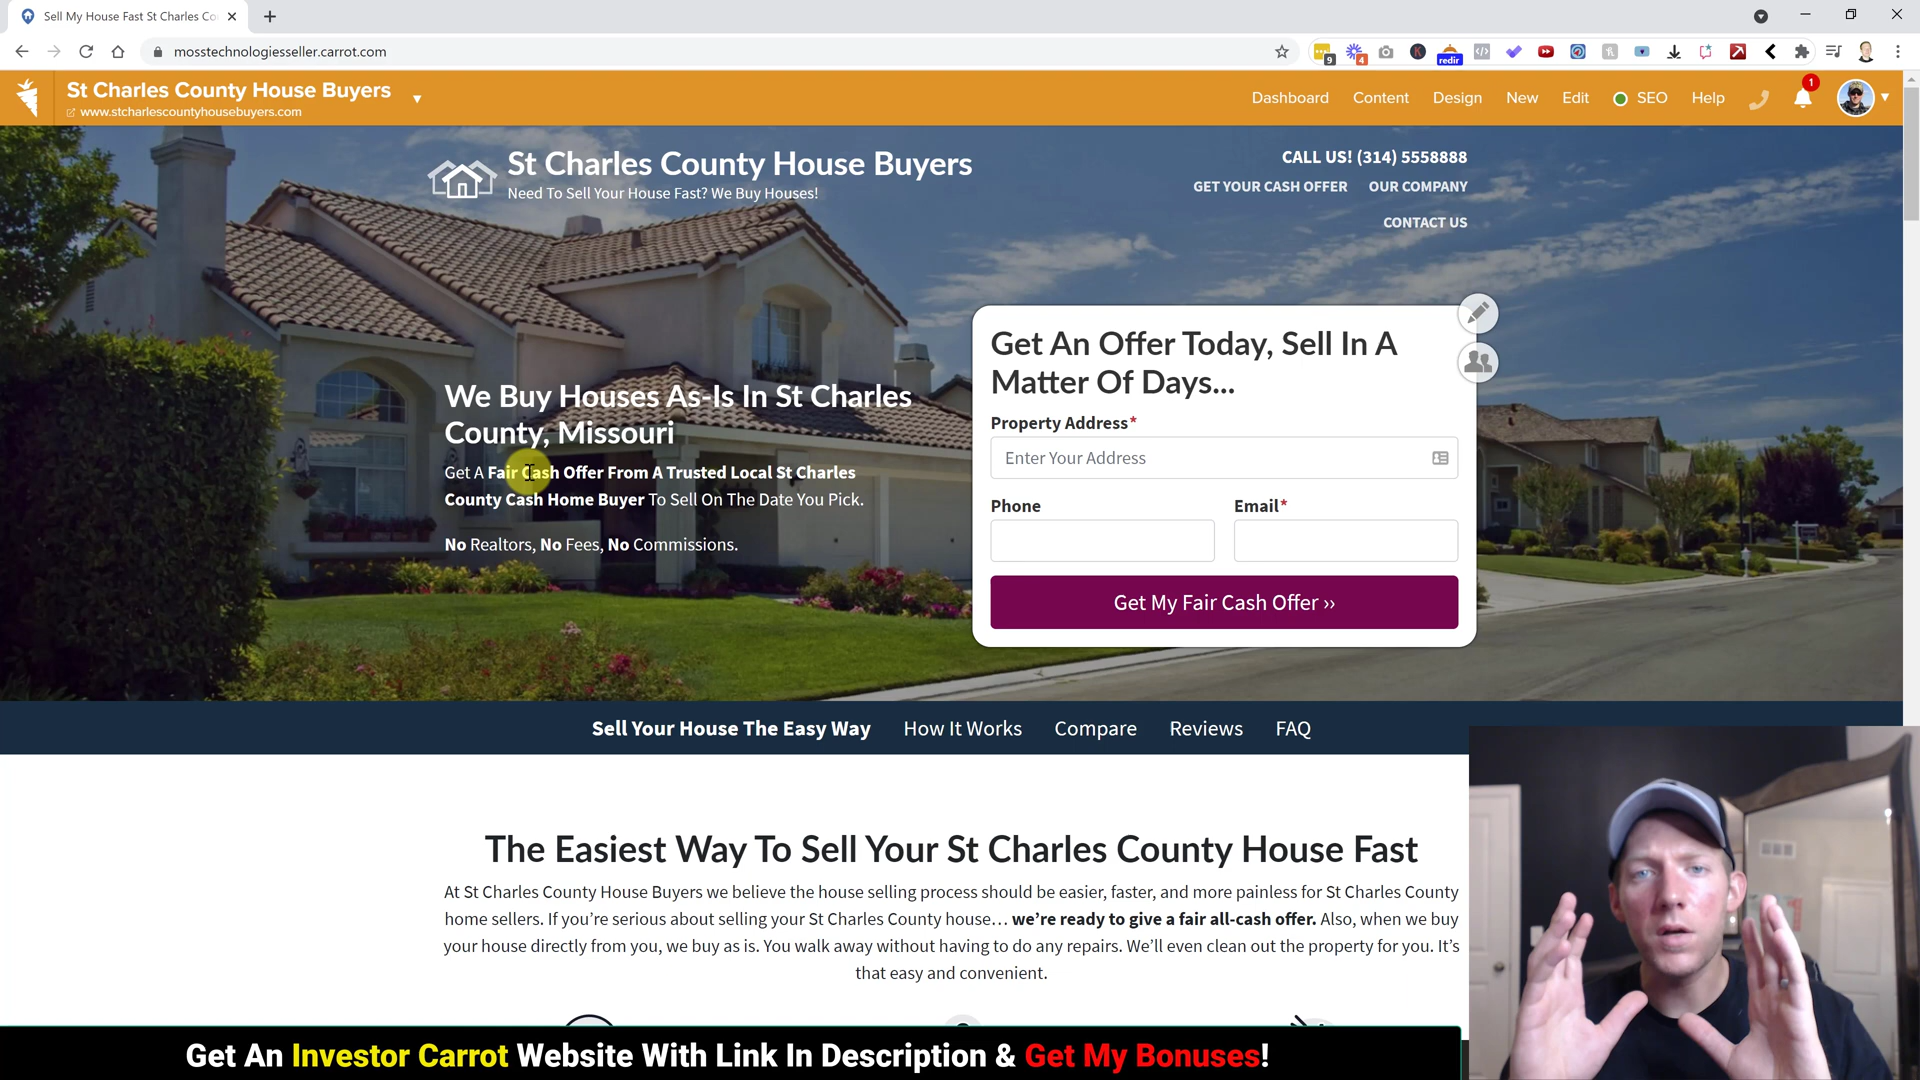 Sell My House Fast St Charles Co
mosstechnologiesseller.carrot.com
9
4
redir
St Charles County House Buyers
www.stcharlescountyhousebuyers.com
Dashboard Content Design New Edit SEO Help
1
St Charles County House Buyers
Need To Sell Your House Fast? We Buy Houses!
CALL US! (314) 5558888
GET YOUR CASH OFFER OUR COMPANY
CONTACT US
We Buy Houses As-Is In St Charles
County, Missouri
Get A Fair Cash Offer From A Trusted Local St Charles
County Cash Home Buyer To Sell On The Date You Pick.
No Realtors, No Fees, No Commissions.
Get An Offer Today, Sell In A
Matter Of Days...
Property Address*
Enter Your Address
Phone Email*
Get My Fair Cash Offer ››
Sell Your House The Easy Way How It Works Compare Reviews FAQ
The Easiest Way To Sell Your St Charles County House Fast
At St Charles County House Buyers we believe the house selling process should be easier, faster, and more painless for St Charles County
home sellers. If you’re serious about selling your St Charles County house… we’re ready to give a fair all-cash offer. Also, when we buy
your house directly from you, we buy as is. You walk away without having to do any repairs. We’ll even clean out the property for you. It’s
that easy and convenient.
Get An Investor Carrot Website With Link In Description & Get My Bonuses!